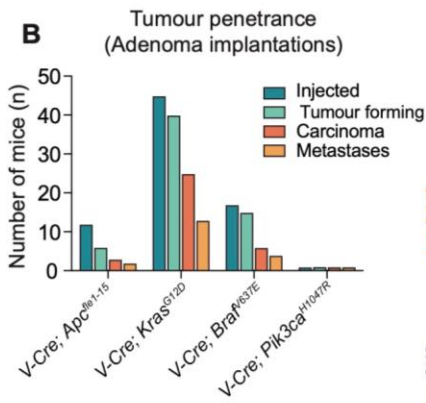 B
Tumour penetrance
(Adenoma implantations)
Number of mice (n)
50
40
30
20
10
0
Injected
Tumour forming
Carcinoma
Metastases
V-Cre; Apcfle1-15
V-Cre; KrasG12D
V-Cre; BrafV637E
V-Cre; Pik3caH1047R